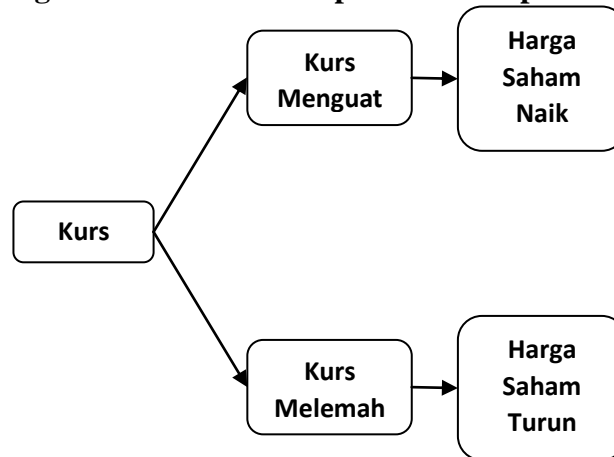 Kurs
Menguat
Harga
Saham
Naik
Kurs
Kurs
Melemah
Harga
Saham
Turun